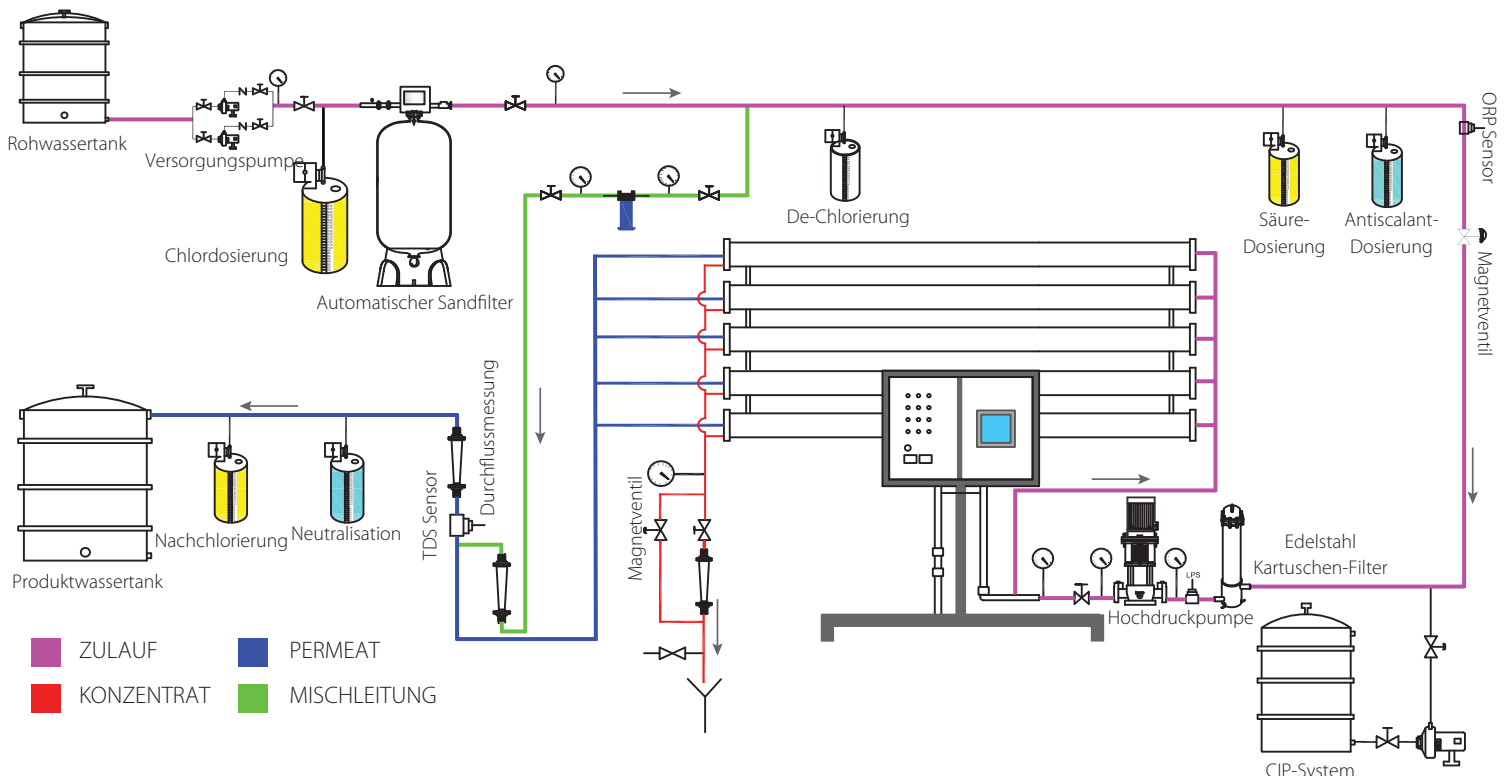 Rohwassertank
Versorgungspumpe
Chlordosierung
Automatischer Sandfilter
De-Chlorierung
Säure-
Dosierung
Antiscalant-
Dosierung
ORP Sensor
Magnetventil
Produktwassertank
Nachchlorierung
Neutralisation
TDS Sensor
Durchflussmessung
Magnetventil
LPS
Hochdruckpumpe
Edelstahl
Kartuschen-Filter
CIP-System
ZULAUF
PERMEAT
KONZENTRAT
MISCHLEITUNG